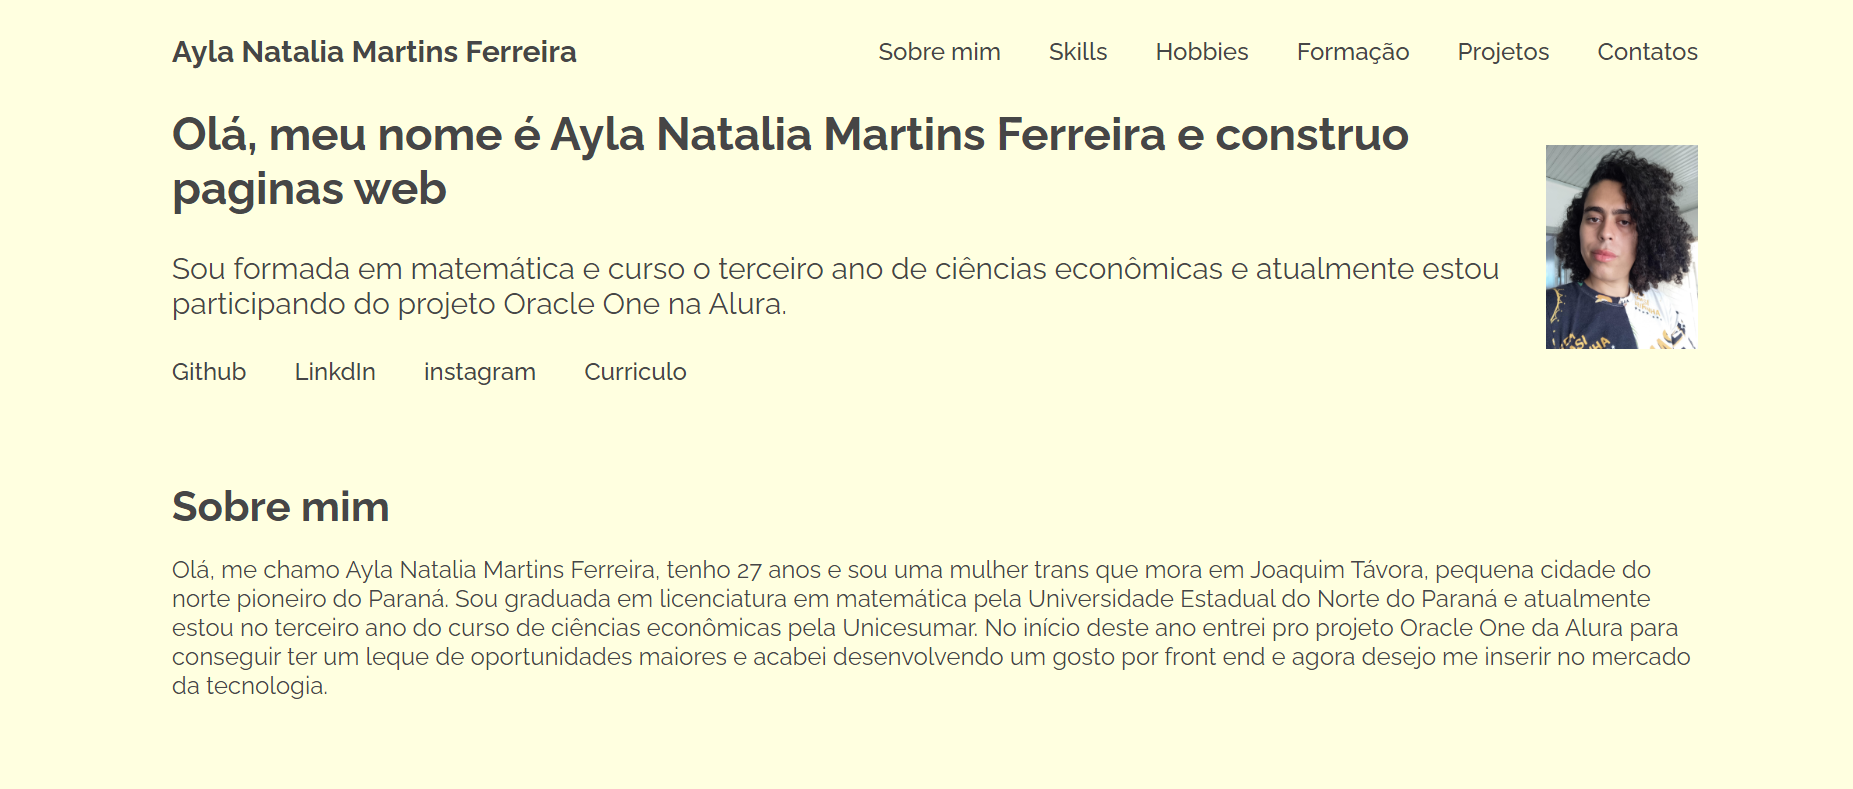 Ayla Natalia Martins Ferreira
Sobre mim Skills Hobbies Formação Projetos Contatos
Olá, meu nome é Ayla Natalia Martins Ferreira e construo
paginas web
Sou formada em matemática e curso o terceiro ano de ciências econômicas e atualmente estou
participando do projeto Oracle One na Alura.
Github LinkdIn instagram Curriculo
Sobre mim
Olá, me chamo Ayla Natalia Martins Ferreira, tenho 27 anos e sou uma mulher trans que mora em Joaquim Távora, pequena cidade do
norte pioneiro do Paraná. Sou graduada em licenciatura em matemática pela Universidade Estadual do Norte do Paraná e atualmente
estou no terceiro ano do curso de ciências econômicas pela Unicesumar. No início deste ano entrei pro projeto Oracle One da Alura para
conseguir ter um leque de oportunidades maiores e acabei desenvolvendo um gosto por front end e agora desejo me inserir no mercado
da tecnologia.